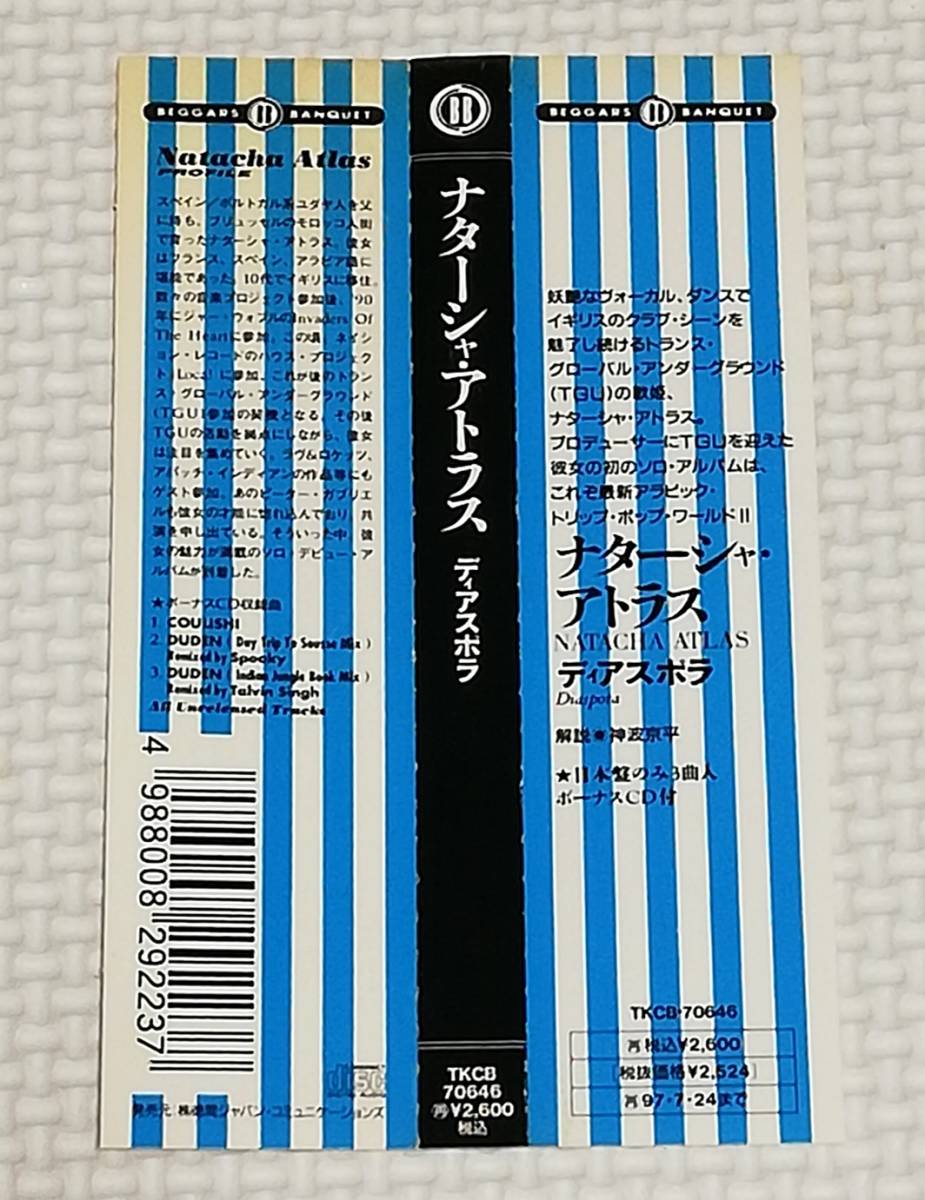 BEGGARS BB BANQUET
Natacha Atlas
PROFILE
スペイン/ポルトガル系ユダヤ人を父
に持ち、ブリュッセルのモロッコ人街
で育ったナターシャ・アトラス。彼女
はフランス、スペイン、アラビア語に
堪能であった。10代でイギリスに移住。
数々の音楽プロジェクト参加後、'90
年にジャー・ウォブルのInvaders Of
The Heartに参加。この頃、ネイシ
ョン・レコードのハウス・プロジェク
ト!Loca!に参加、これが後のトラン
ス・グローバル・アンダーグラウンド
(TGU)参加の契機となる。その後
TGUの活動を拠点にしながら、彼女
は注目を集めていく。ラヴ&ロケッツ、
アパッチ・インディアンの作品等にも
ゲスト参加、あのピーター・ガブリエ
ルも彼女の才能に惚れ込んでおり、共
演を申し出ている。そういった中、彼
女の魅力が満載のソロ・デビュー・ア
ルバムが到着した。
★ボーナスCD収録曲
1. COULISHI
2. DUDEN ( Day Trip To Sousse Mix )
Remixed by Spooky
3. DUDEN ( Indian Jungle Book Mix )
Remixed by Talvin Singh
All Unreleased Tracks
4 988008 292237
disc
発売元 株徳間ジャパン・コミュニケーションズ
BB
ナターシャ・アトラス ディアスポラ
TKCB
70646
再¥2,600
税込
BEGGARS BB BANQUET
妖艶なヴォーカル、ダンスで
イギリスのクラブ・シーンを
魅了し続けるトランス・
グローバル・アンダーグラウンド
(TGU)の歌姫、
ナターシャ・アトラス。
プロデューサーにTGUを迎えた
彼女の初のソロ・アルバムは、
これぞ最新アラビック・
トリップ・ポップ・ワールド!!
ナターシャ・
アトラス
NATACHA ATLAS
ディアスポラ
Diaspora
解説★神波京平
★日本盤のみ3曲入
ボーナスCD付
TKCB-70646
再税込¥2,600
(税抜価格¥2,524)
再97・7・24まで